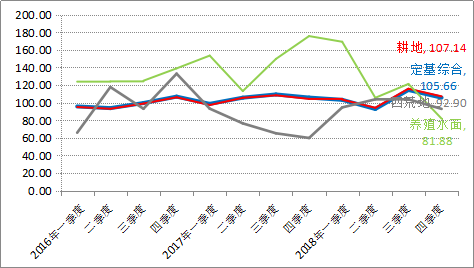 200.00
180.00
160.00
140.00
120.00
100.00
80.00
60.00
40.00
20.00
0.00
耕地, 107.14
定基综合,
105.66
四荒地, 92.90
养殖水面,
81.88
2016年一季度
二季度
三季度
四季度
2017年一季度
二季度
三季度
四季度
2018年一季度
二季度
三季度
四季度